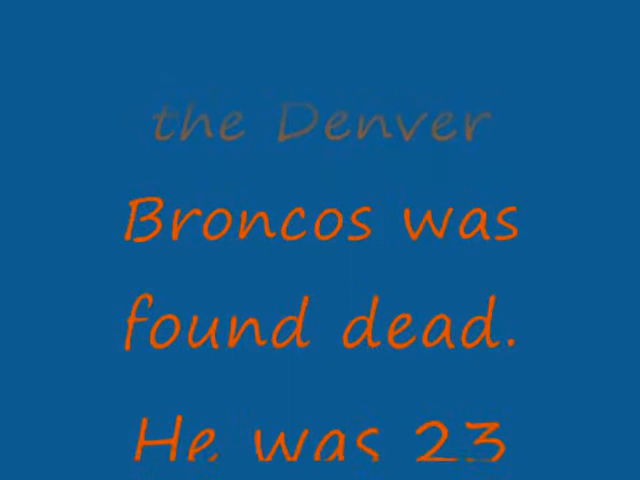 the Denver
Broncos was
found dead.
He was 23